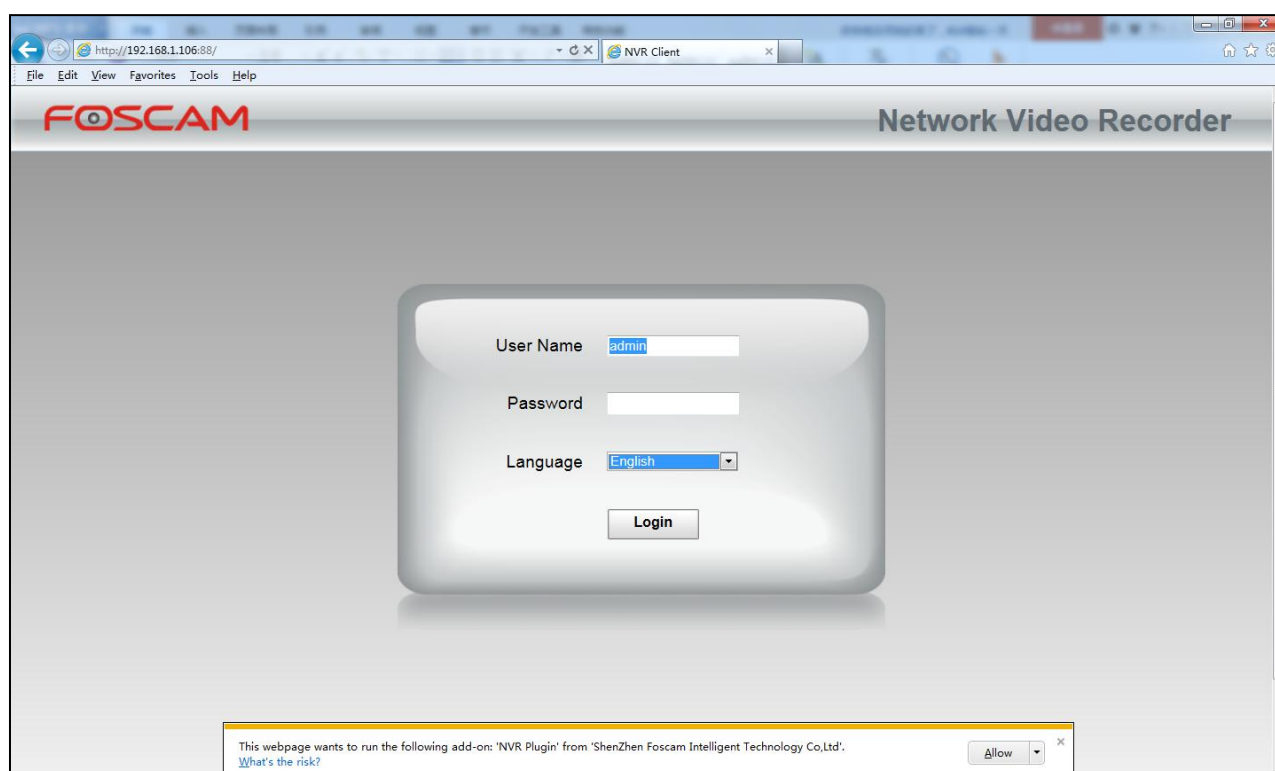 http://192.168.1.106:88/
NVR Client
File Edit View Favorites Tools Help
FOSCAM
Network Video Recorder
User Name admin
Password
Language English
Login
This webpage wants to run the following add-on: 'NVR Plugin' from 'ShenZhen Foscam Intelligent Technology Co,Ltd'.
What's the risk?
Allow